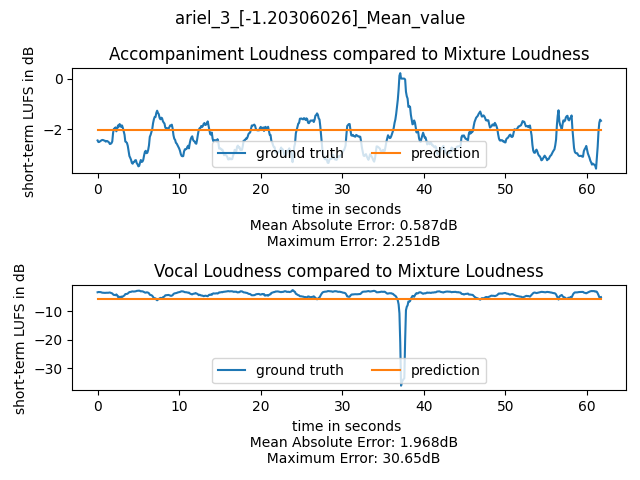 ariel_3_[-1.20306026]_Mean_value
Accompaniment Loudness compared to Mixture Loudness
short-term LUFS in dB
0
−2
ground truth
prediction
0 10 20 30 40 50 60
time in seconds
Mean Absolute Error: 0.587dB
Maximum Error: 2.251dB
Vocal Loudness compared to Mixture Loudness
short-term LUFS in dB
−10
−20
−30
ground truth
prediction
0 10 20 30 40 50 60
time in seconds
Mean Absolute Error: 1.968dB
Maximum Error: 30.65dB